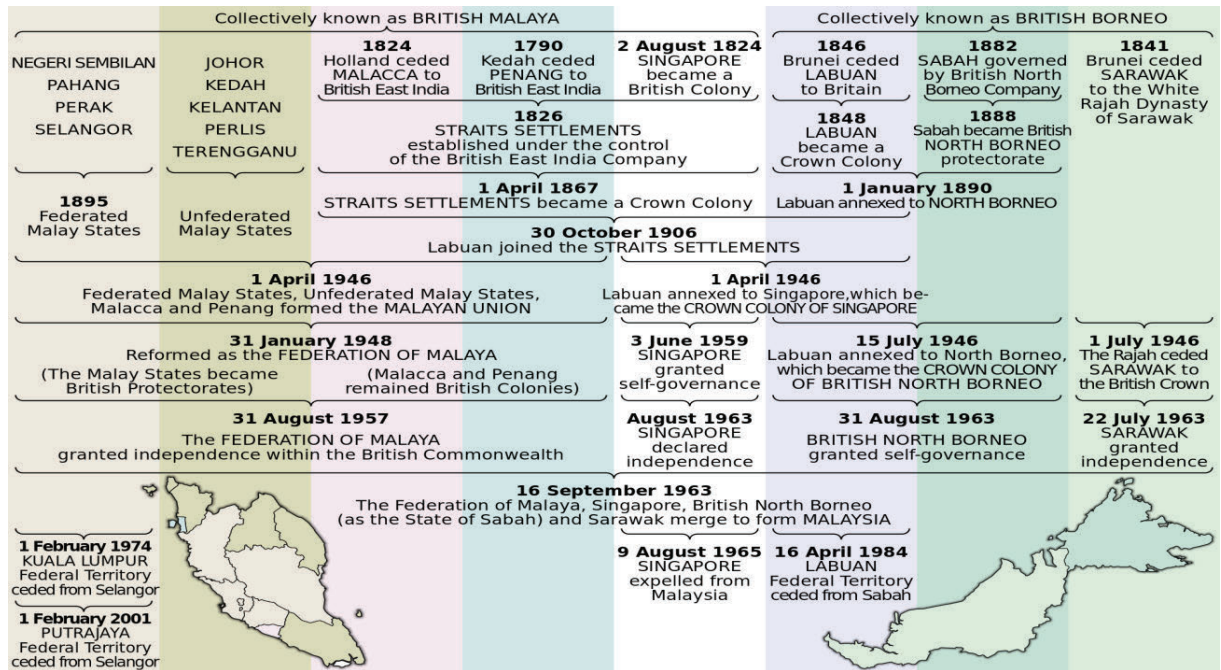 Collectively known as BRITISH MALAYA
Collectively known as BRITISH BORNEO
NEGERI SEMBILAN
PAHANG
PERAK
SELANGOR
JOHOR
KEDAH
KELANTAN
PERLIS
TERENGGANU
1824
Holland ceded
MALACCA to
British East India
1790
Kedah ceded
PENANG to
British East India
2 August 1824
SINGAPORE
became a
British Colony
1846
Brunei ceded
LABUAN
to Britain
1882
SABAH governed
by British North
Borneo Company
1841
Brunei ceded
SARAWAK
to the White
Rajah Dynasty
of Sarawak
1826
STRAITS SETTLEMENTS
established under the control
of the British East India Company
1848
LABUAN
became a
Crown Colony
1888
Sabah became British
NORTH BORNEO
protectorate
1895
Federated
Malay States
Unfederated
Malay States
1 April 1867
STRAITS SETTLEMENTS became a Crown Colony
1 January 1890
Labuan annexed to NORTH BORNEO
30 October 1906
Labuan joined the STRAITS SETTLEMENTS
1 April 1946
Federated Malay States, Unfederated Malay States,
Malacca and Penang formed the MALAYAN UNION
1 April 1946
Labuan annexed to Singapore,which be-
came the CROWN COLONY OF SINGAPORE
31 January 1948
Reformed as the FEDERATION OF MALAYA
(The Malay States became
British Protectorates)
(Malacca and Penang
remained British Colonies)
3 June 1959
SINGAPORE
granted
self-governance
15 July 1946
Labuan annexed to North Borneo,
which became the CROWN COLONY
OF BRITISH NORTH BORNEO
1 July 1946
The Rajah ceded
SARAWAK to
the British Crown
31 August 1957
The FEDERATION OF MALAYA
granted independence within the British Commonwealth
August 1963
SINGAPORE
declared
independence
31 August 1963
BRITISH NORTH BORNEO
granted self-governance
22 July 1963
SARAWAK
granted
independence
16 September 1963
The Federation of Malaya, Singapore, British North Borneo
(as the State of Sabah) and Sarawak merge to form MALAYSIA
1 February 1974
KUALA LUMPUR
Federal Territory
ceded from Selangor
9 August 1965
SINGAPORE
expelled from
Malaysia
16 April 1984
LABUAN
Federal Territory
ceded from Sabah
1 February 2001
PUTRAJAYA
Federal Territory
ceded from Selangor